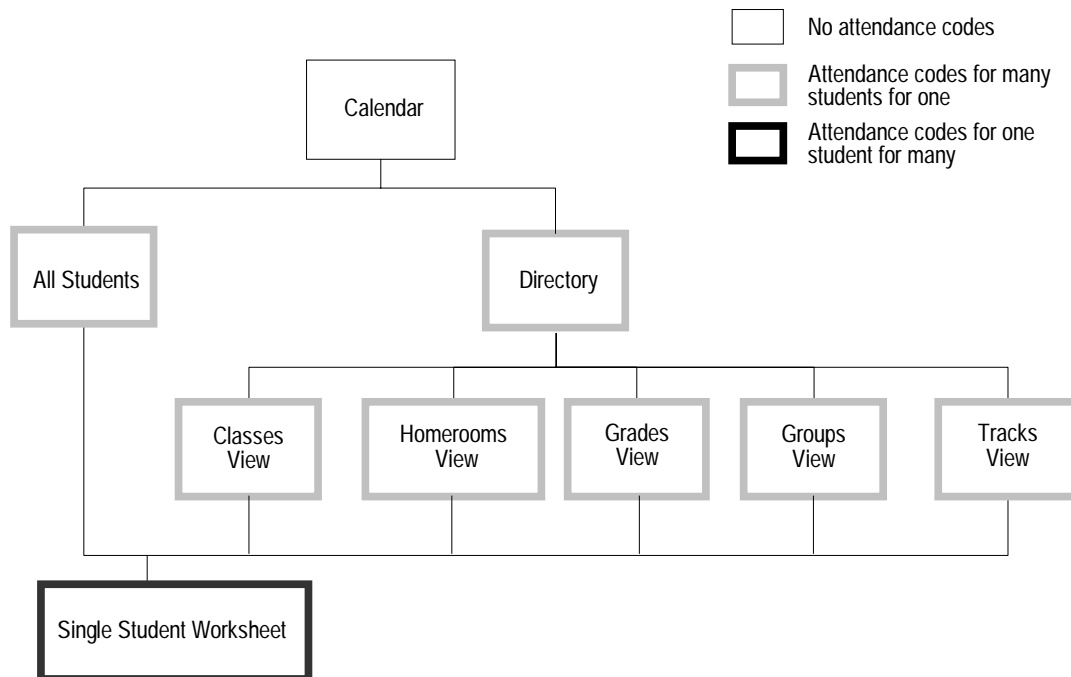 No attendance codes
Attendance codes for many
students for one
Attendance codes for one
student for many
Calendar
All Students
Directory
Classes
View
Homerooms
View
Grades
View
Groups
View
Tracks
View
Single Student Worksheet